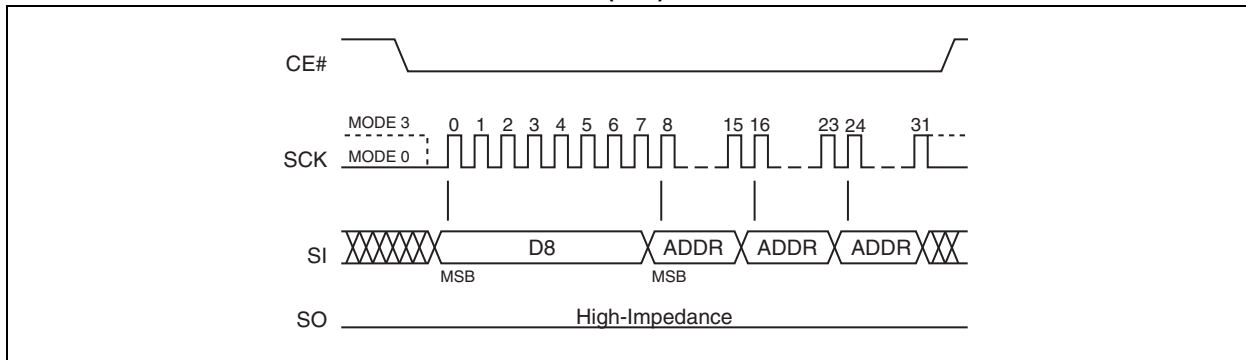 CE#
MODE 3
0 1 2 3 4 5 6 7 8 15 16 23 24 31
SCK MODE 0
SI D8 ADDR ADDR ADDR
MSB MSB
SO High-Impedance